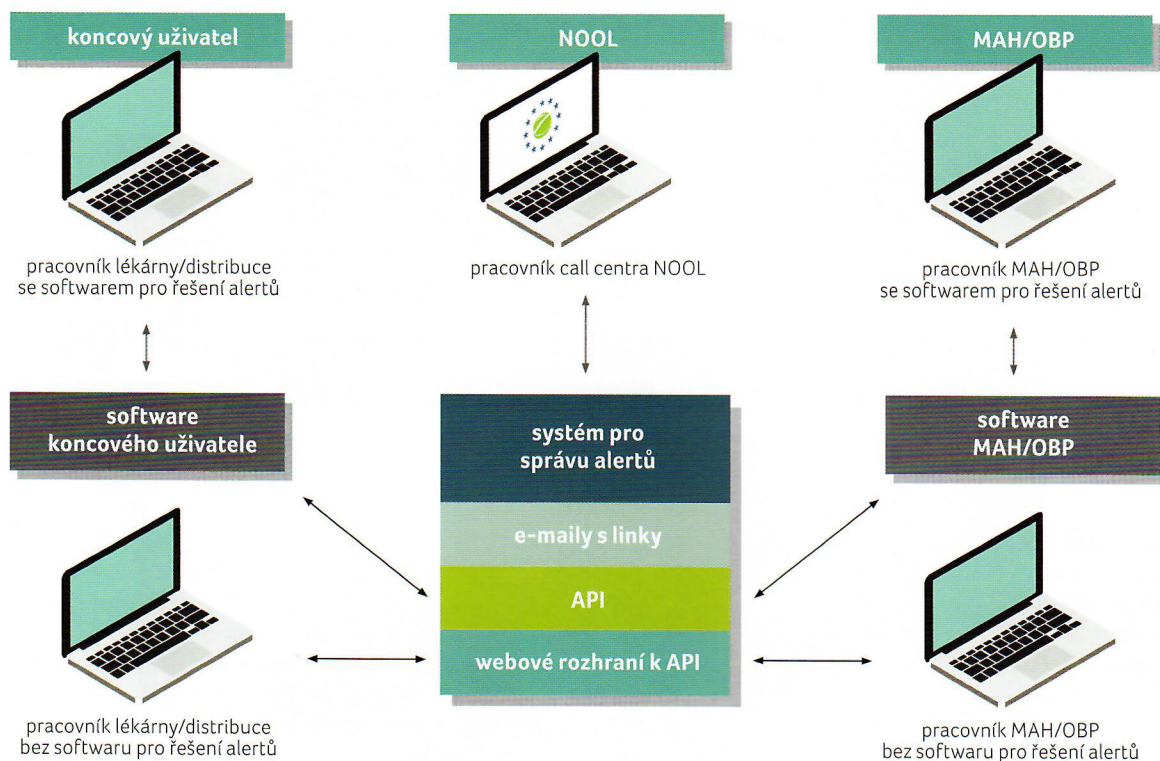 koncový uživatel
NOOL
MAH/OBP
pracovník lékárny/distribuce
se softwarem pro řešení alertů
pracovník call centra NOOL
pracovník MAH/OBP
se softwarem pro řešení alertů
software
koncového uživatele
systém pro
správu alertů
software
MAH/OBP
e-maily s linky
API
webové rozhraní k API
pracovník lékárny/distribuce
bez softwaru pro řešení alertů
pracovník MAH/OBP
bez softwaru pro řešení alertů